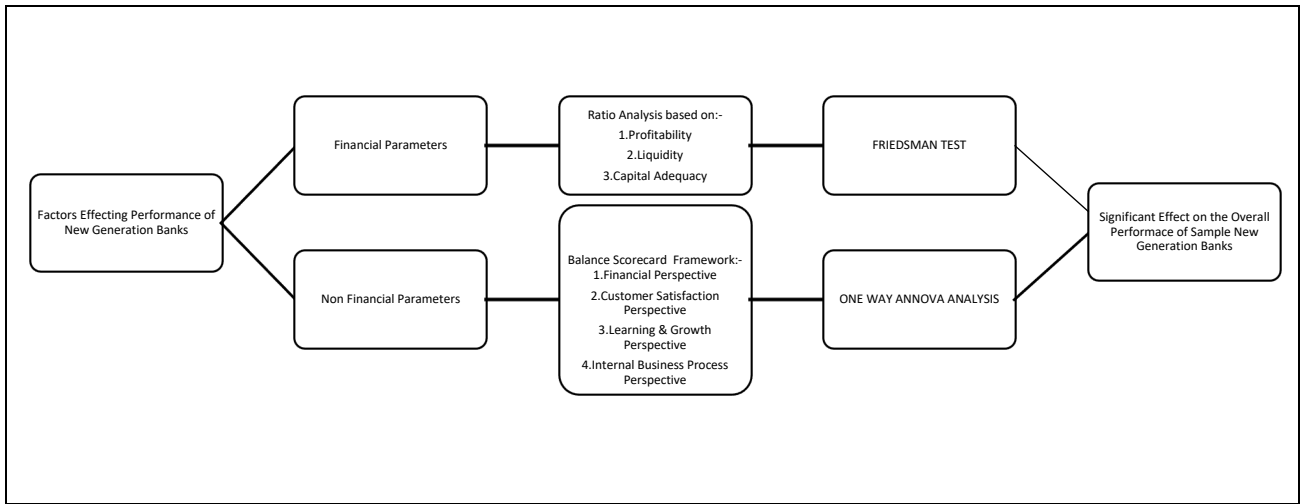 Factors Effecting Performance of
New Generation Banks
Financial Parameters
Ratio Analysis based on:-
1.Profitability
2.Liquidity
3.Capital Adequacy
FRIEDSMAN TEST
Non Financial Parameters
Balance Scorecard Framework:-
1.Financial Perspective
2.Customer Satisfaction
Perspective
3.Learning & Growth
Perspective
4.Internal Business Process
Perspective
ONE WAY ANNOVA ANALYSIS
Significant Effect on the Overall
Performace of Sample New
Generation Banks